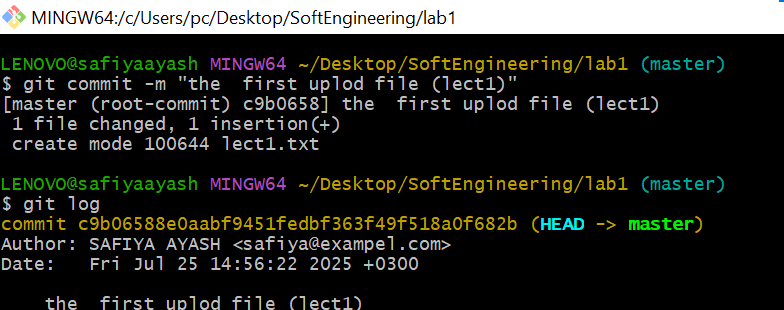 MINGW64:/c/Users/pc/Desktop/SoftEngineering/lab1
LENOVO@safiyaayash MINGW64 ~/Desktop/SoftEngineering/lab1 (master)
$ git commit -m "the  first uplod file (lect1)"
[master (root-commit) c9b0658] the  first uplod file (lect1)
 1 file changed, 1 insertion(+)
 create mode 100644 lect1.txt
LENOVO@safiyaayash MINGW64 ~/Desktop/SoftEngineering/lab1 (master)
$ git log
commit c9b06588e0aabf9451fedbf363f49f518a0f682b (HEAD -> master)
Author: SAFIYA AYASH <safiya@exampel.com>
Date:   Fri Jul 25 14:56:22 2025 +0300
    the  first uplod file (lect1)